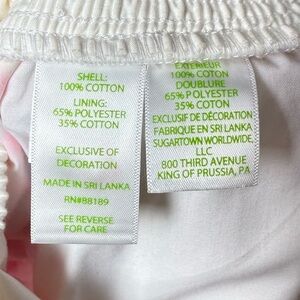 SHELL:
100% COTTON
LINING:
65% POLYESTER
35% COTTON
EXCLUSIVE OF
DECORATION
MADE IN SRI LANKA
RN#88189
SEE REVERSE
FOR CARE
EXTÉRIEUR
100% COTON
DOUBLURE
65% POLYESTER
35% COTON
EXCLUSIF DE DÉCORATION
FABRIQUE EN SRI LANKA
SUGARTOWN WORLDWIDE,
LLC
800 THIRD AVENUE
KING OF PRUSSIA, PA